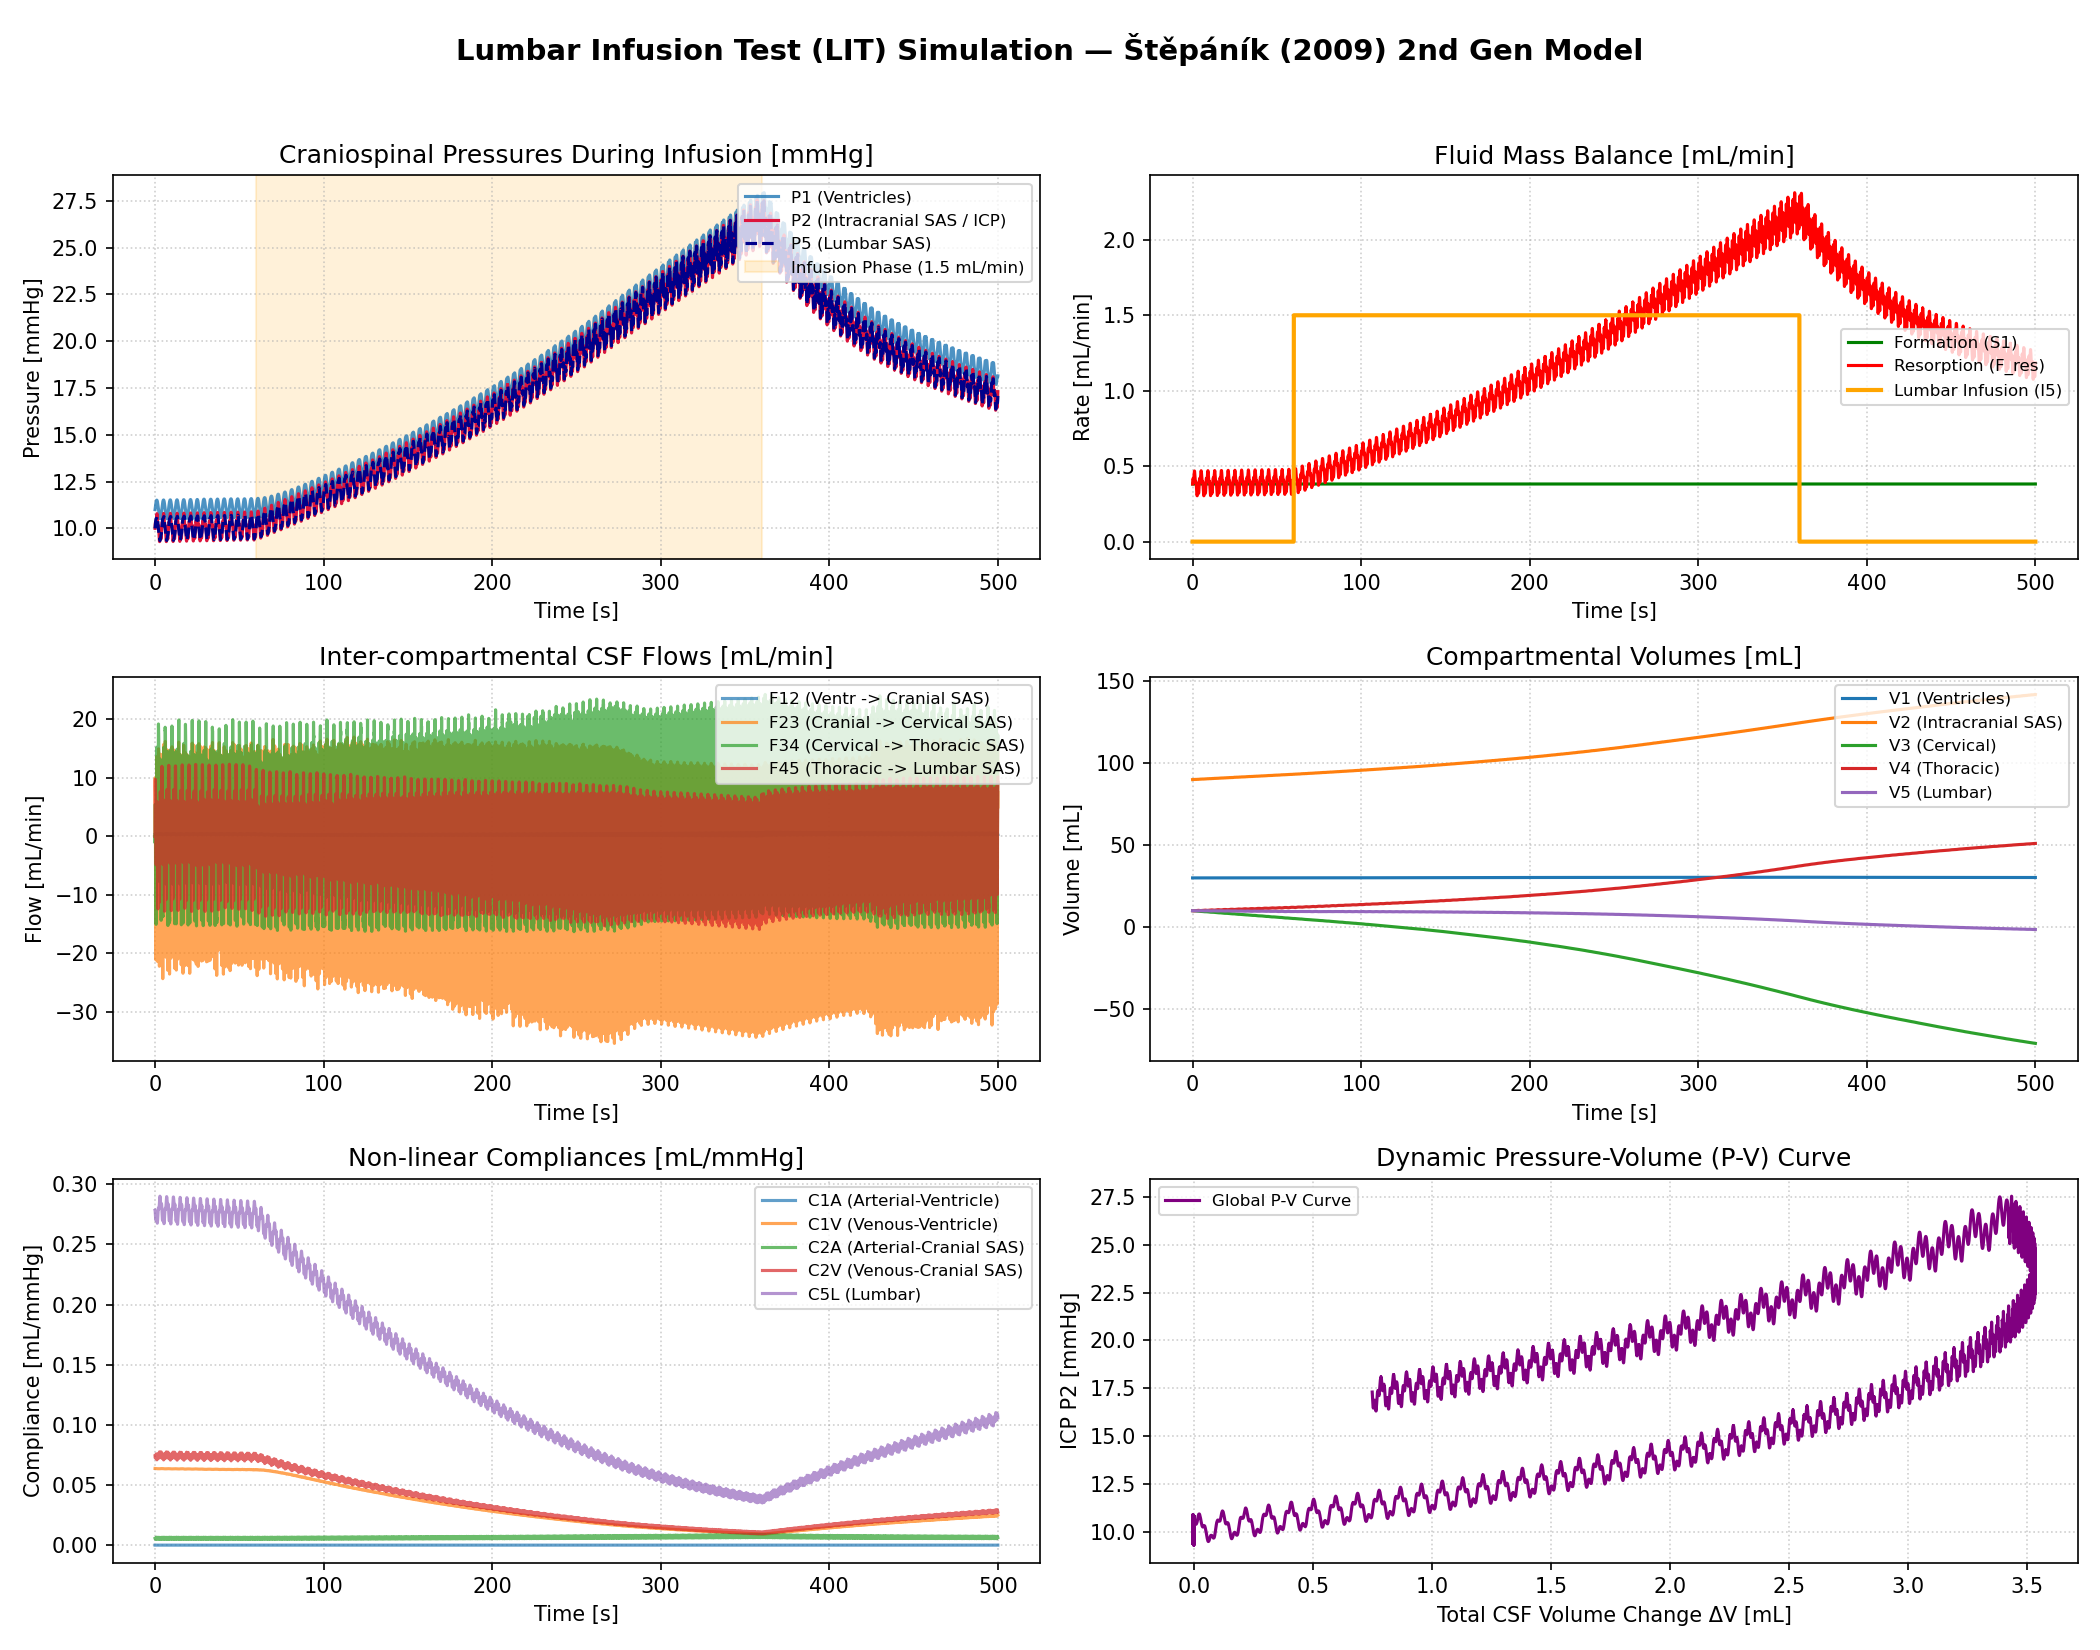 Lumbar Infusion Test (LIT) Simulation — Štěpáník (2009) 2nd Gen Model
Craniospinal Pressures During Infusion [mmHg]
Pressure [mmHg]
27.5
25.0
22.5
20.0
17.5
15.0
12.5
10.0
P1 (Ventricles)
P2 (Intracranial SAS / ICP)
P5 (Lumbar SAS)
Infusion Phase (1.5 mL/min)
0 100 200 300 400 500
Time [s]
Fluid Mass Balance [mL/min]
Rate [mL/min]
2.0
1.5
1.0
0.5
0.0
Formation (S1)
Resorption (F_res)
Lumbar Infusion (I5)
0 100 200 300 400 500
Time [s]
Inter-compartmental CSF Flows [mL/min]
Flow [mL/min]
20
10
0
−10
−20
−30
F12 (Ventr -> Cranial SAS)
F23 (Cranial -> Cervical SAS)
F34 (Cervical -> Thoracic SAS)
F45 (Thoracic -> Lumbar SAS)
0 100 200 300 400 500
Time [s]
Compartmental Volumes [mL]
Volume [mL]
150
100
50
0
−50
V1 (Ventricles)
V2 (Intracranial SAS)
V3 (Cervical)
V4 (Thoracic)
V5 (Lumbar)
0 100 200 300 400 500
Time [s]
Non-linear Compliances [mL/mmHg]
Compliance [mL/mmHg]
0.30
0.25
0.20
0.15
0.10
0.05
0.00
C1A (Arterial-Ventricle)
C1V (Venous-Ventricle)
C2A (Arterial-Cranial SAS)
C2V (Venous-Cranial SAS)
C5L (Lumbar)
0 100 200 300 400 500
Time [s]
Dynamic Pressure-Volume (P-V) Curve
ICP P2 [mmHg]
27.5
25.0
22.5
20.0
17.5
15.0
12.5
10.0
Global P-V Curve
0.0 0.5 1.0 1.5 2.0 2.5 3.0 3.5
Total CSF Volume Change ΔV [mL]